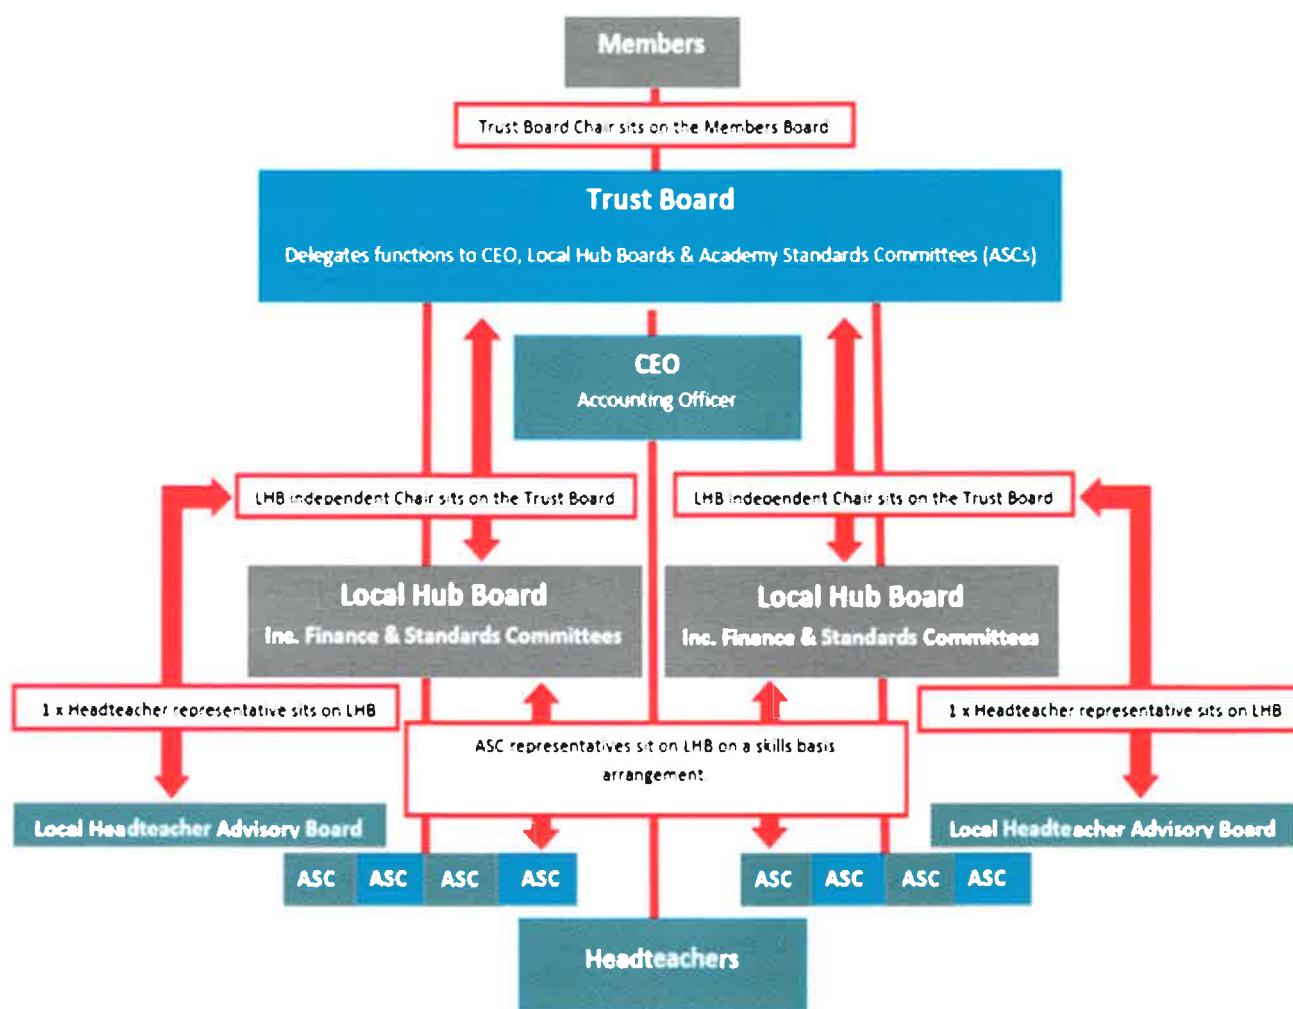 Members
Trust Board Chair sits on the Members Board
Trust Board
Delegates functions to CEO, Local Hub Boards & Academy Standards Committees (ASCs)
CEO
Accounting Officer
LHB independent Chair sits on the Trust Board
LHB independent Chair sits on the Trust Board
Local Hub Board
Inc. Finance & Standards Committees
Local Hub Board
Inc. Finance & Standards Committees
1 x Headteacher representative sits on LHB
1 x Headteacher representative sits on LHB
ASC representatives sit on LHB on a skills basis
arrangement.
Local Headteacher Advisory Board
Local Headteacher Advisory Board
ASC ASC ASC ASC
ASC ASC ASC ASC
Headteachers